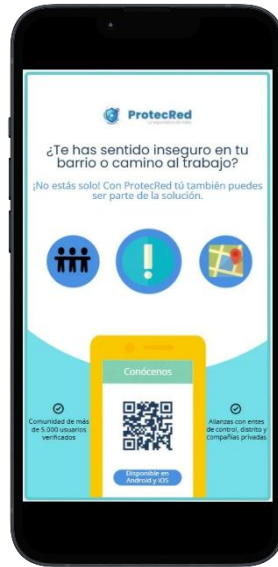 ProtecRed
¿Te has sentido inseguro en tu
barrio o camino al trabajo?
¡No estás solo! Con ProtecRed tú también puedes
ser parte de la solución.
Conócenos
Comunidad de más
de 5.000 usuarios
verificados
Alianzas con entes
de control, distrito y
compañías privadas
Disponible en
Android y iOS